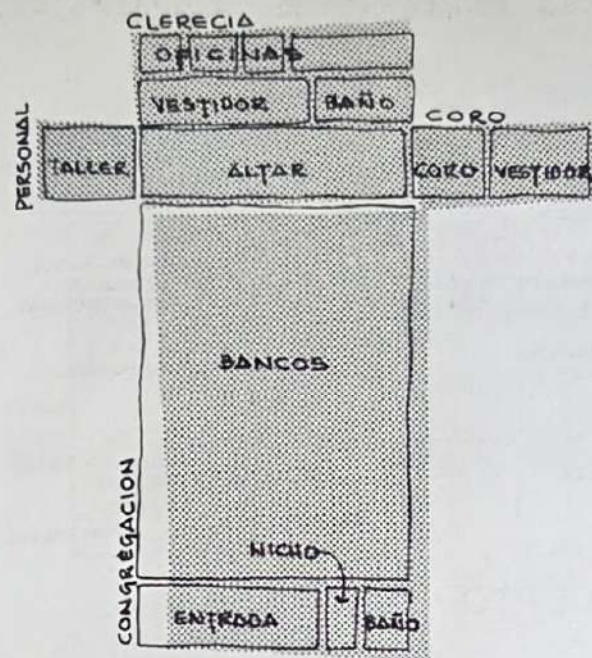 CLERECIA
OFICINAS
VESTIDOR BAÑO
CORO
PERSONAL
TALLER ALTAR CORO VESTIDOR
BANCOS
CONGREGACION
NICHO
ENTRADA BAÑO